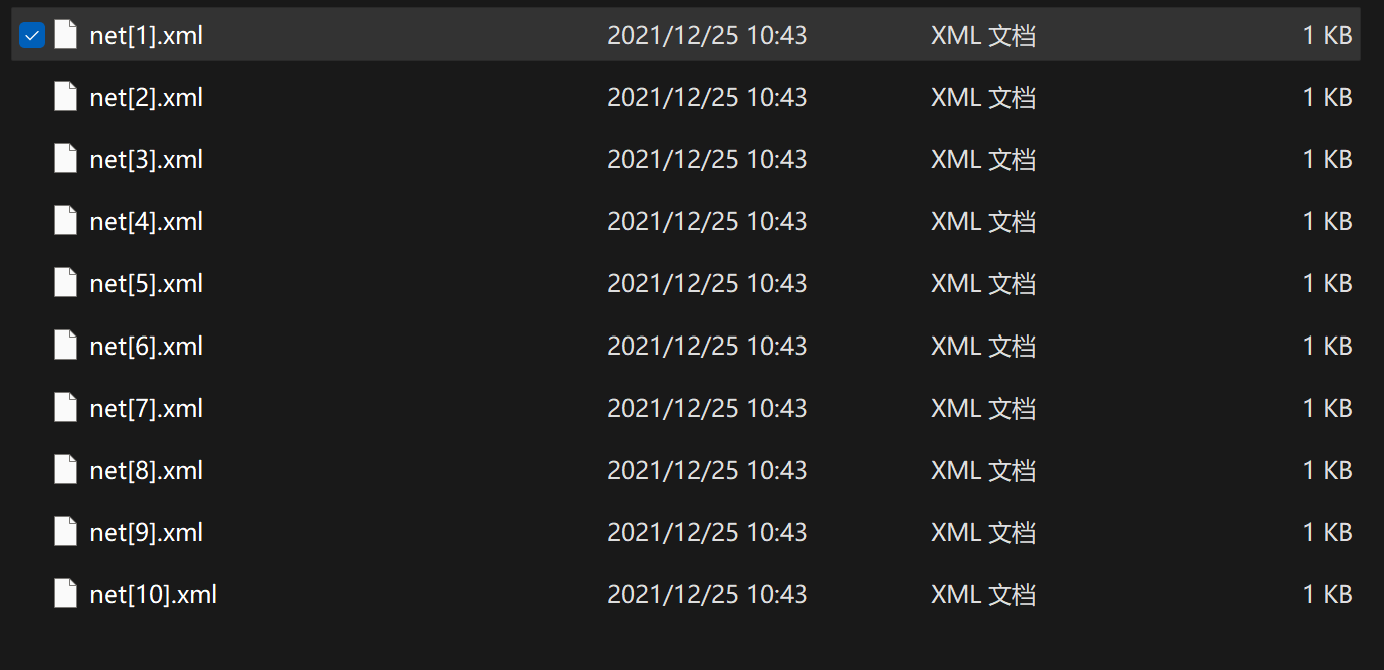 net[1].xml 2021/12/25 10:43 XML 文档 1 KB
net[2].xml 2021/12/25 10:43 XML 文档 1 KB
net[3].xml 2021/12/25 10:43 XML 文档 1 KB
net[4].xml 2021/12/25 10:43 XML 文档 1 KB
net[5].xml 2021/12/25 10:43 XML 文档 1 KB
net[6].xml 2021/12/25 10:43 XML 文档 1 KB
net[7].xml 2021/12/25 10:43 XML 文档 1 KB
net[8].xml 2021/12/25 10:43 XML 文档 1 KB
net[9].xml 2021/12/25 10:43 XML 文档 1 KB
net[10].xml 2021/12/25 10:43 XML 文档 1 KB